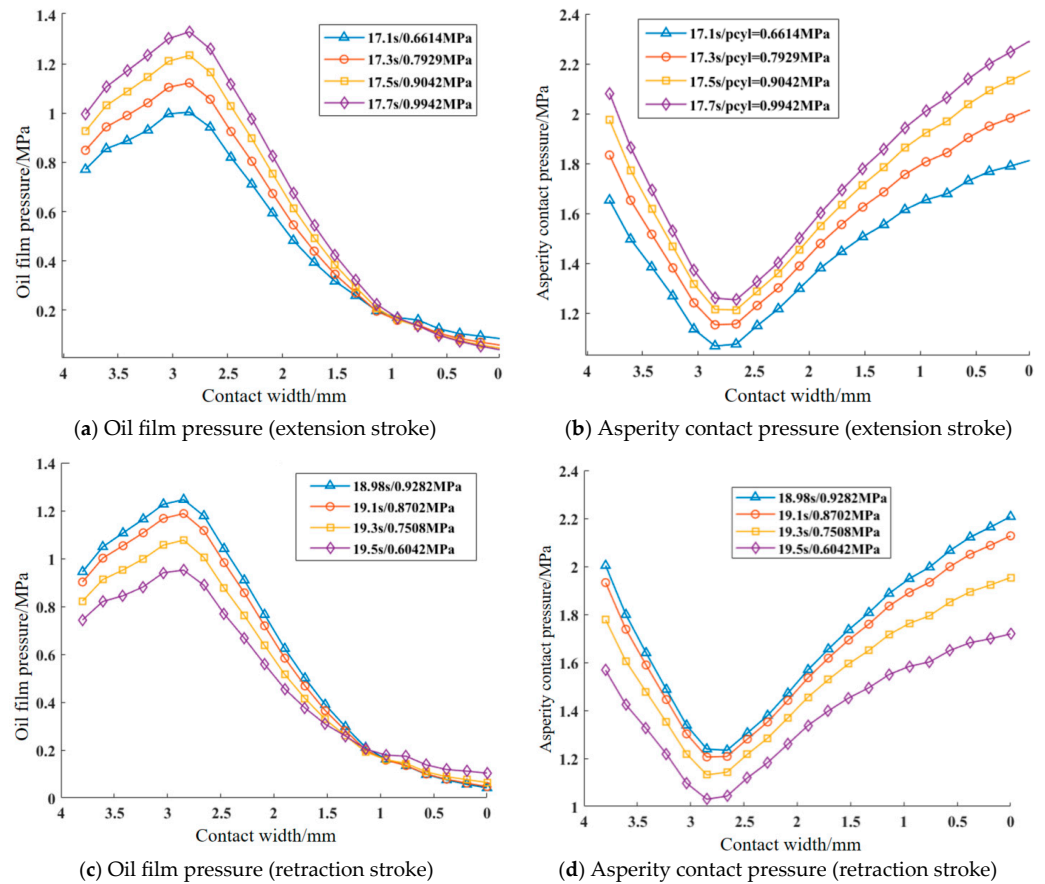 1.4
1.2
1
0.8
0.6
0.4
0.2
Oil film pressure/MPa
17.1s/0.6614MPa
17.3s/0.7929MPa
17.5s/0.9042MPa
17.7s/0.9942MPa
4 3.5 3 2.5 2 1.5 1 0.5 0
Contact width/mm
(a) Oil film pressure (extension stroke)
2.4
2.2
2
1.8
1.6
1.4
1.2
Asperity contact pressure/MPa
17.1s/pcyl=0.6614MPa
17.3s/pcyl=0.7929MPa
17.5s/pcyl=0.9042MPa
17.7s/pcyl=0.9942MPa
4 3.5 3 2.5 2 1.5 1 0.5 0
Contact width/mm
(b) Asperity contact pressure (extension stroke)
1.4
1.2
1
0.8
0.6
0.4
0.2
0
Oil film pressure/MPa
18.98s/0.9282MPa
19.1s/0.8702MPa
19.3s/0.7508MPa
19.5s/0.6042MPa
4 3.5 3 2.5 2 1.5 1 0.5 0
Contact width/mm
(c) Oil film pressure (retraction stroke)
2.4
2.2
2
1.8
1.6
1.4
1.2
1
Asperity contact pressure/MPa
18.98s/0.9282MPa
19.1s/0.8702MPa
19.3s/0.7508MPa
19.5s/0.6042MPa
4 3.5 3 2.5 2 1.5 1 0.5 0
Contact width/mm
(d) Asperity contact pressure (retraction stroke)